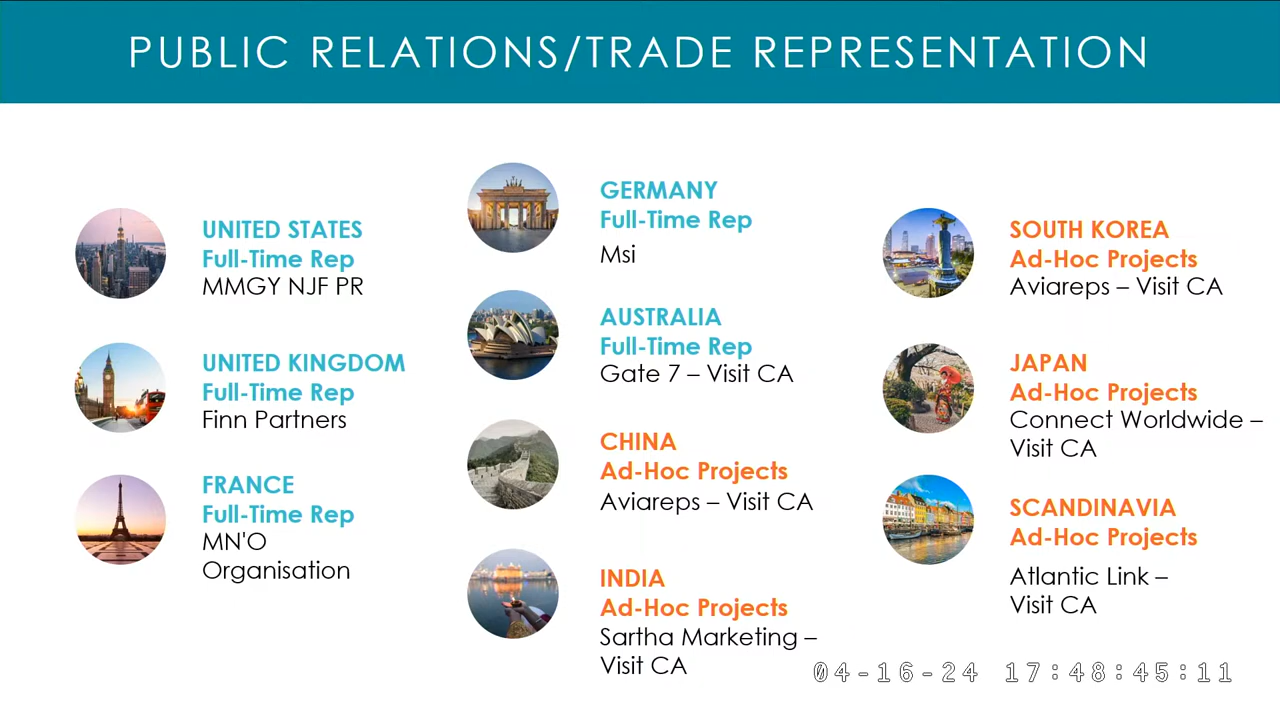 PUBLIC RELATIONS/TRADE REPRESENTATION
UNITED STATES
Full-Time Rep
MMGY NJF PR
UNITED KINGDOM
Full-Time Rep
Finn Partners
FRANCE
Full-Time Rep
MN'O
Organisation
GERMANY
Full-Time Rep
Msi
AUSTRALIA
Full-Time Rep
Gate 7 – Visit CA
CHINA
Ad-Hoc Projects
Aviareps – Visit CA
INDIA
Ad-Hoc Projects
Sartha Marketing –
Visit CA
SOUTH KOREA
Ad-Hoc Projects
Aviareps – Visit CA
JAPAN
Ad-Hoc Projects
Connect Worldwide –
Visit CA
SCANDINAVIA
Ad-Hoc Projects
Atlantic Link –
Visit CA
04-16-24 17:48:45:11